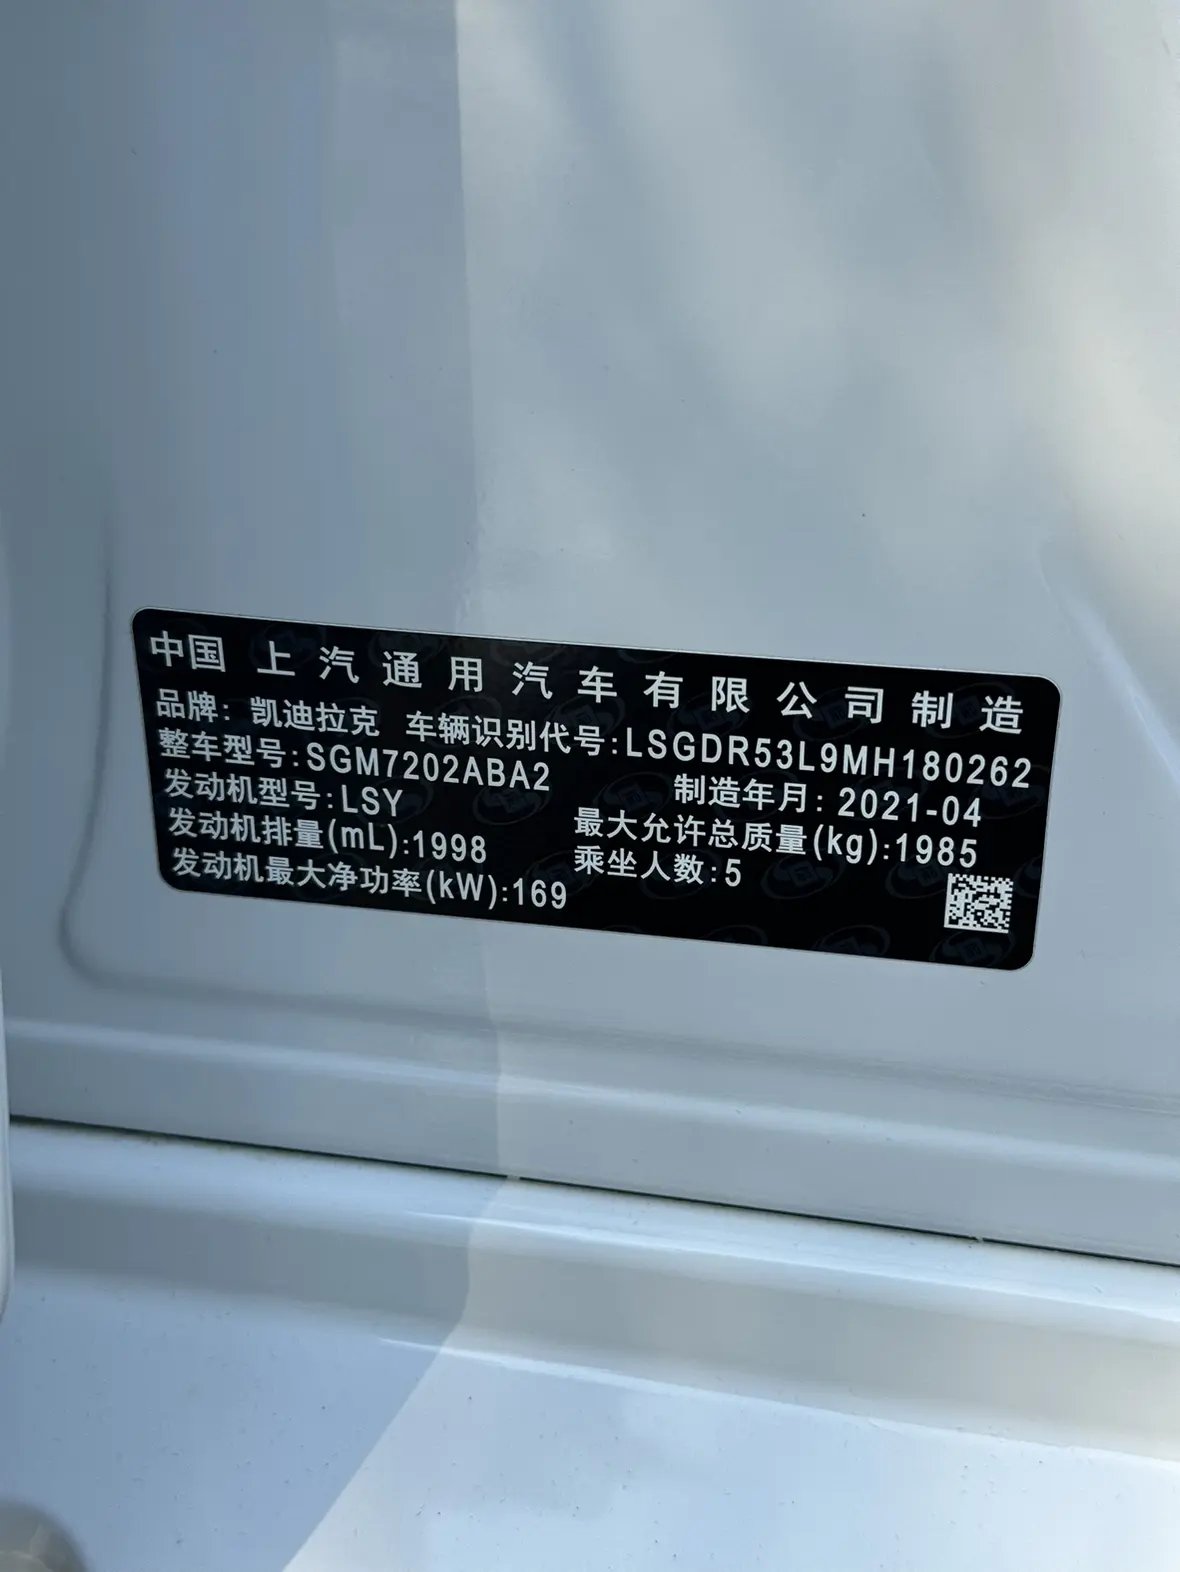 中国 上汽通用汽车有限公司制造
品牌: 凯迪拉克 车辆识别代号:LSGDR53L9MH180262
整车型号:SGM7202ABA2 制造年月: 2021-04
发动机型号:LSY 最大允许总质量(kg):1985
发动机排量(mL):1998 乘坐人数:5
发动机最大净功率(kW):169